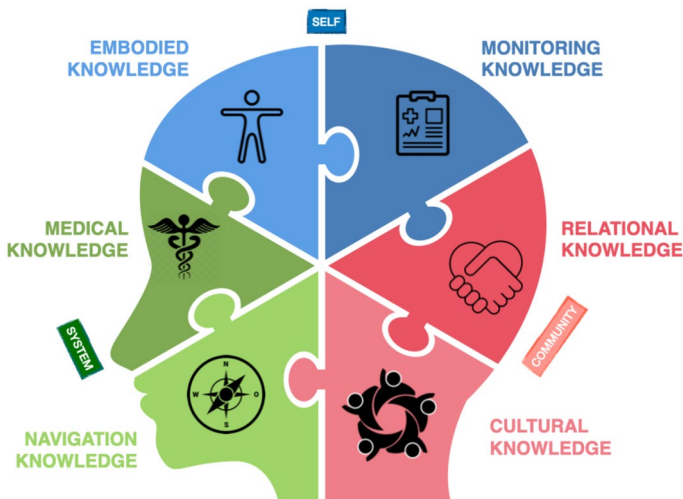 SELF
EMBODIED
KNOWLEDGE
MONITORING
KNOWLEDGE
MEDICAL
KNOWLEDGE
RELATIONAL
KNOWLEDGE
SYSTEM
COMMUNITY
N
W
O
S
NAVIGATION
KNOWLEDGE
CULTURAL
KNOWLEDGE